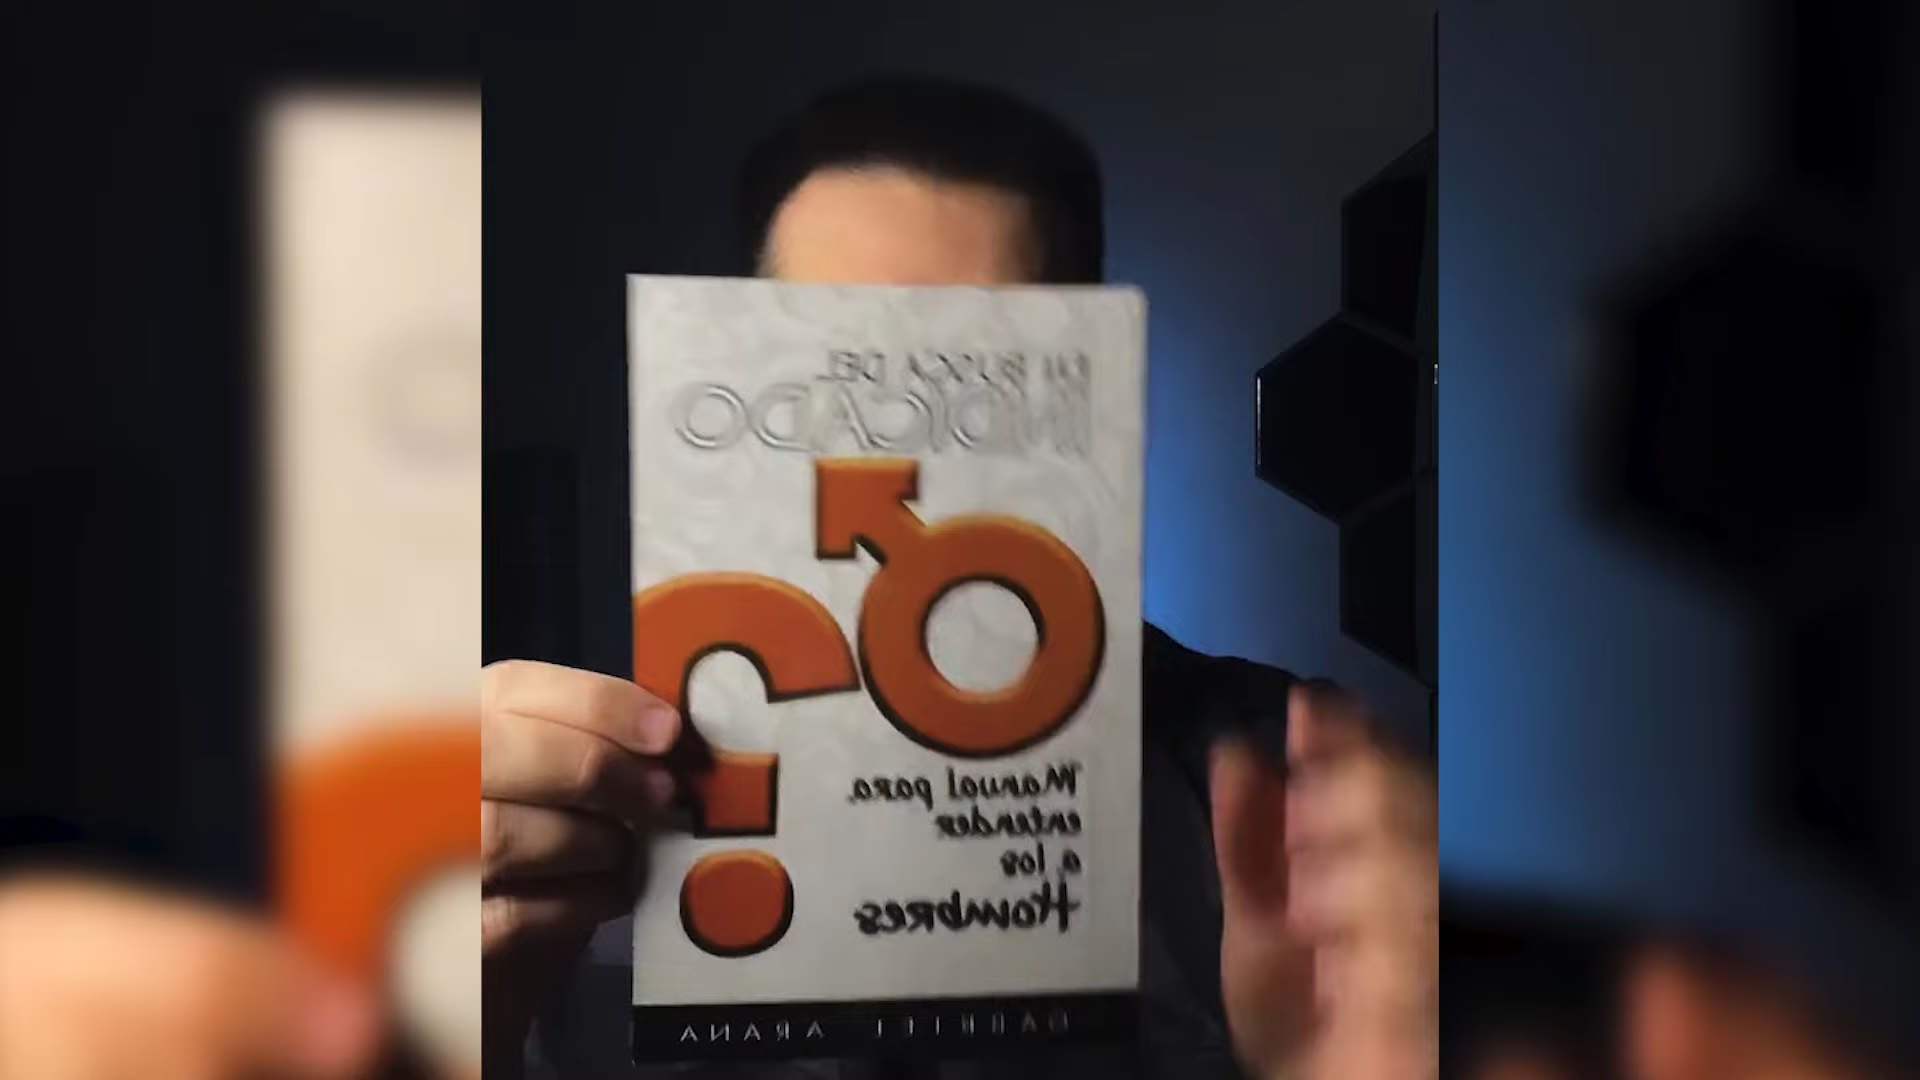 EN BUSCA DEL
INDICADO
Manual para
entender
a los
Hombres
GABRIEL ARANA